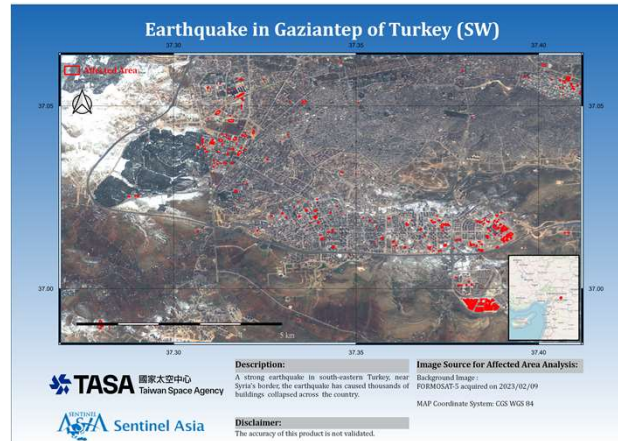 Earthquake in Gaziantep of Turkey (SW)
37.30 37.35 37.40
Affected Area
37.05 37.05
37.00 37.00
5 km
37.30 37.35 37.40
TASA 國家太空中心
Taiwan Space Agency
SENTINEL
ASIA
Sentinel Asia
Description:
A strong earthquake in south-eastern Turkey, near
Syria's border, the earthquake has caused thousands of
buildings collapsed across the country.
Disclaimer:
The accuracy of this product is not validated.
Image Source for Affected Area Analysis:
Background Image :
FORMOSAT-5 acquired on 2023/02/09
MAP Coordinate System: CGS WGS 84